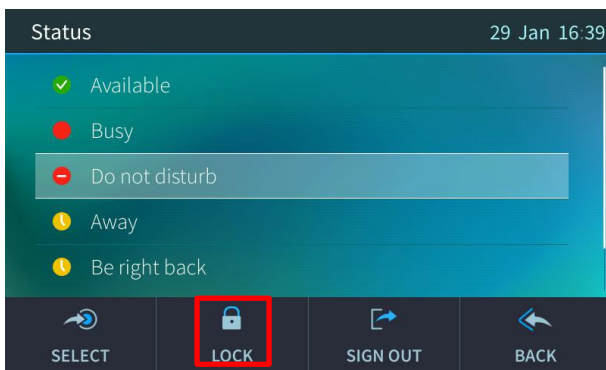 Status 29 Jan 16:39
Available
Busy
Do not disturb
Away
Be right back
SELECT LOCK SIGN OUT BACK